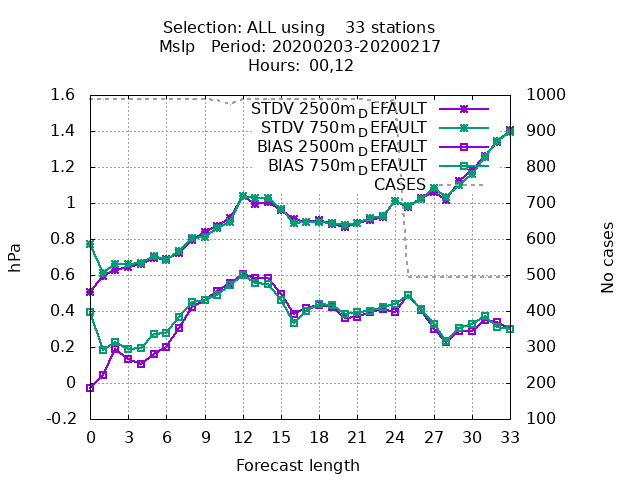 Selection: ALL using    33 stations
Mslp   Period: 20200203-20200217
Hours:  00,12
STDV 2500m_DEFAULT
STDV 750m_DEFAULT
BIAS 2500m_DEFAULT
BIAS 750m_DEFAULT
CASES
1.6
1.4
1.2
1
0.8
0.6
0.4
0.2
0
-0.2
hPa
1000
900
800
700
600
500
400
300
200
100
No cases
0 3 6 9 12 15 18 21 24 27 30 33
Forecast length